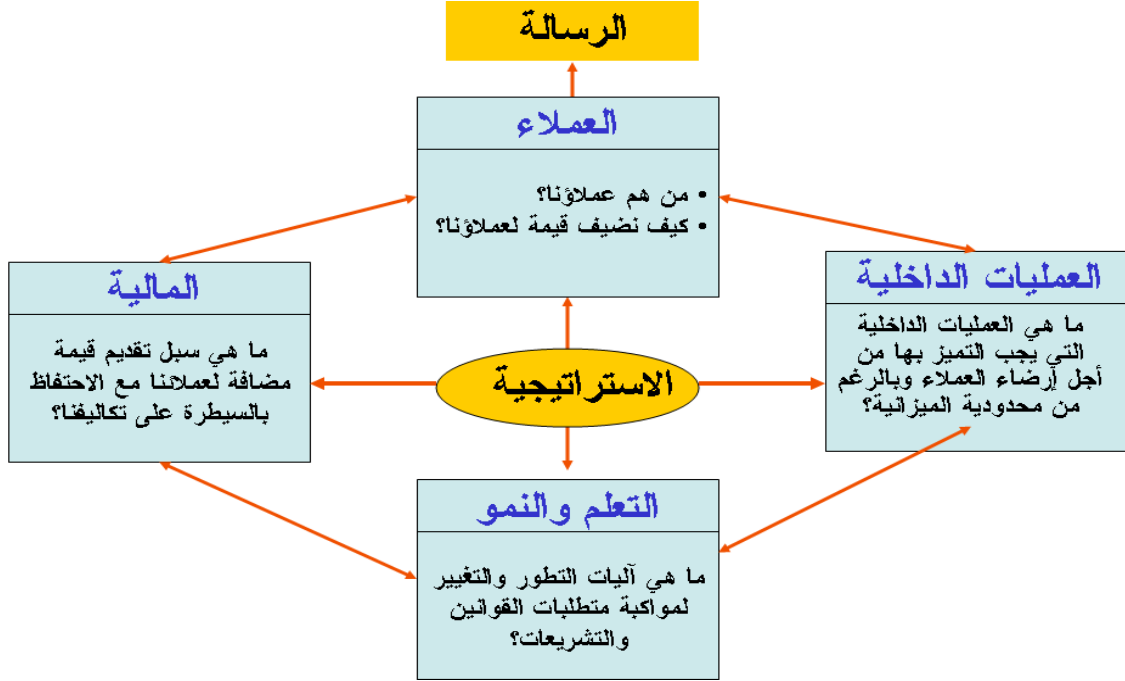 الرسالة
العملاء
• من هم عملاؤنا؟
• كيف نضيف قيمة لعملاؤنا؟
العمليات الداخلية
ما هي العمليات الداخلية
التي يجب التميز بها من
أجل إرضاء العملاء وبالرغم
من محدودية الميزانية؟
الاستراتيجية
المالية
ما هي سبل تقديم قيمة
مضافة لعملائنا مع الاحتفاظ
بالسيطرة على تكاليفنا؟
التعلم والنمو
ما هي آليات التطور والتغيير
لمواكبة متطلبات القوانين
والتشريعات؟